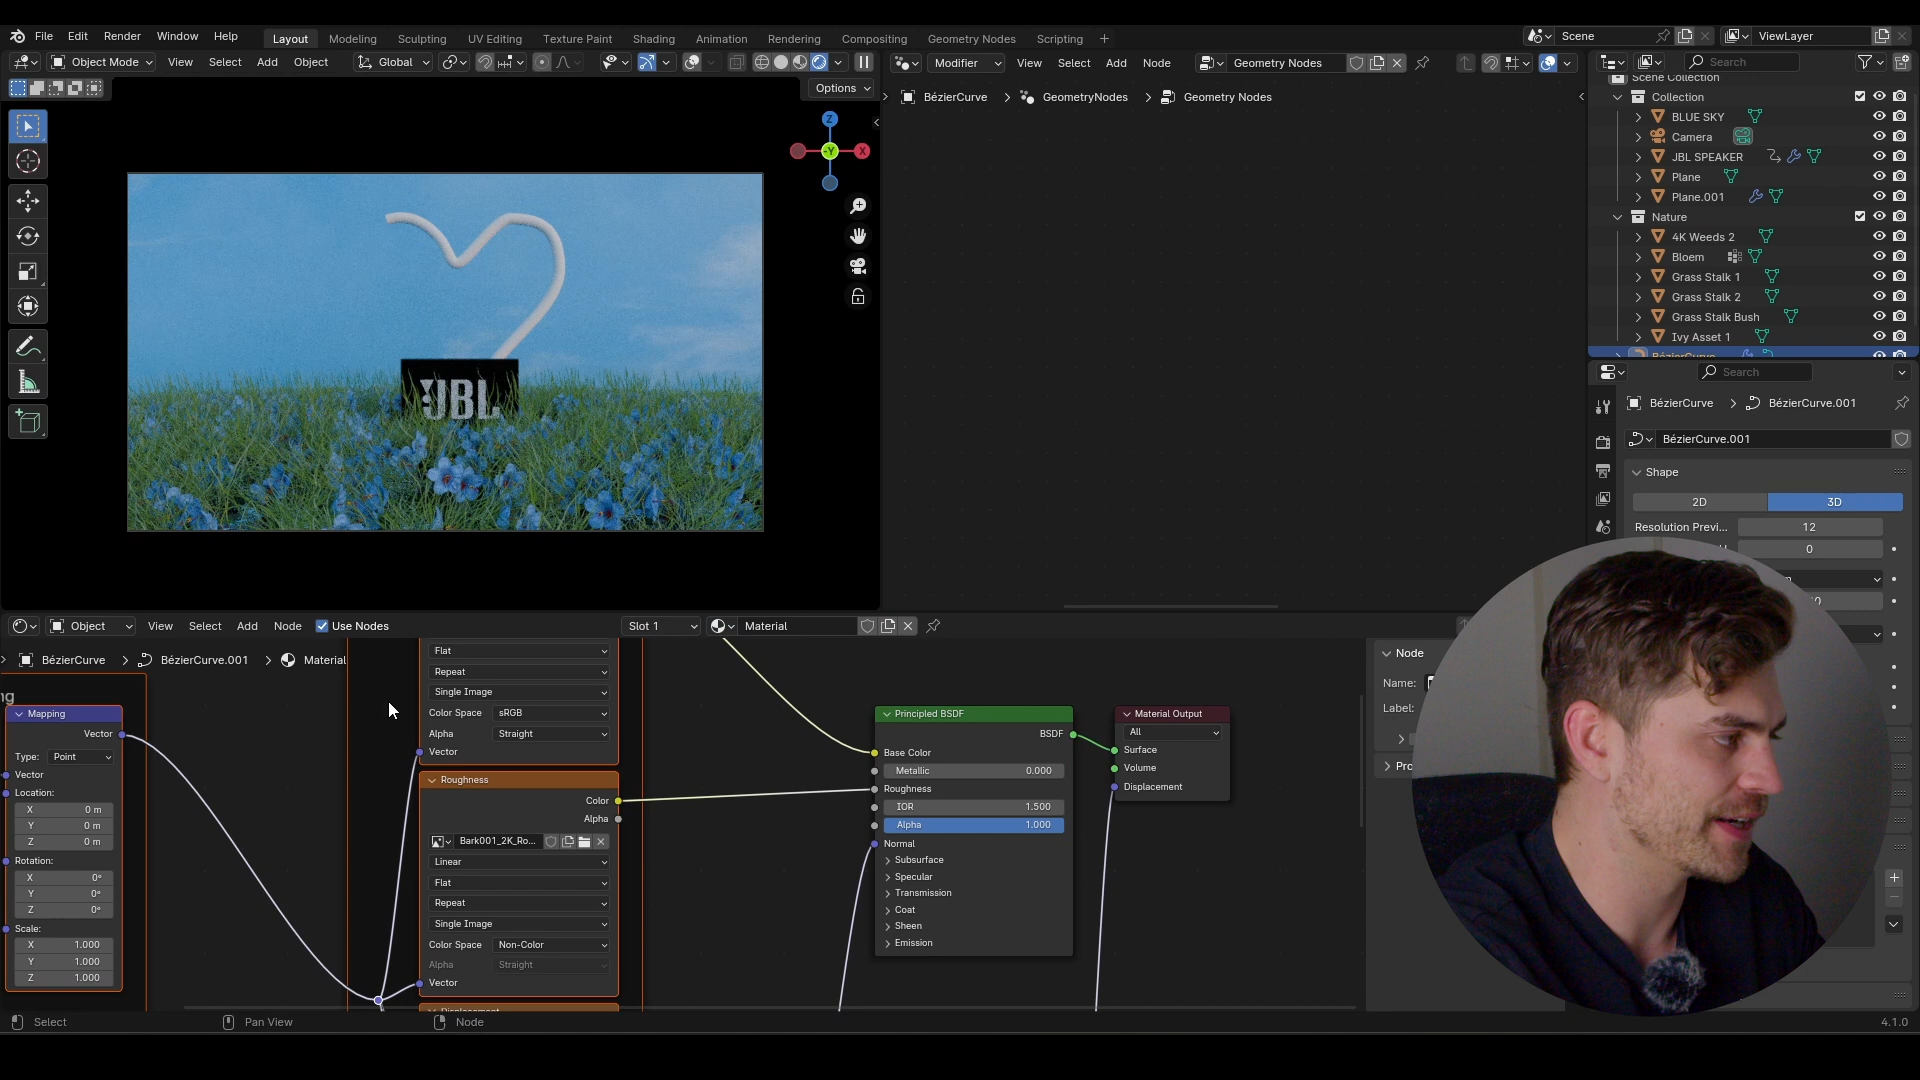 File Edit Render Window Help
Layout Modeling Sculpting UV Editing Texture Paint Shading Animation Rendering Compositing Geometry Nodes Scripting +
Scene
ViewLayer
Object Mode View Select Add Object Global
Modifier View Select Add Node Geometry Nodes
Search
Options
BézierCurve > GeometryNodes > Geometry Nodes
Scene Collection
Collection
BLUE SKY
Camera
JBL SPEAKER
Plane
Plane.001
Nature
4K Weeds 2
Bloem
Grass Stalk 1
Grass Stalk 2
Grass Stalk Bush
Ivy Asset 1
BézierCurve
Z
-Y
X
JBL
Search
BézierCurve > BézierCurve.001
BézierCurve.001
Shape
2D 3D
Resolution Previ... 12
0
Object View Select Add Node Use Nodes Slot 1 Material
BézierCurve > BézierCurve.001 > Material
ng
Mapping
Vector
Type: Point
Vector
Location:
X 0 m
Y 0 m
Z 0 m
Rotation:
X 0°
Y 0°
Z 0°
Scale:
X 1.000
Y 1.000
Z 1.000
Flat
Repeat
Single Image
Color Space sRGB
Alpha Straight
Vector
Roughness
Color
Alpha
Bark001_2K_Ro...
Linear
Flat
Repeat
Single Image
Color Space Non-Color
Alpha Straight
Vector
Displacement
Principled BSDF
BSDF
Base Color
Metallic 0.000
Roughness
IOR 1.500
Alpha 1.000
Normal
Subsurface
Specular
Transmission
Coat
Sheen
Emission
Material Output
All
Surface
Volume
Displacement
Node
Name:
Label:
Select Pan View Node
4.1.0